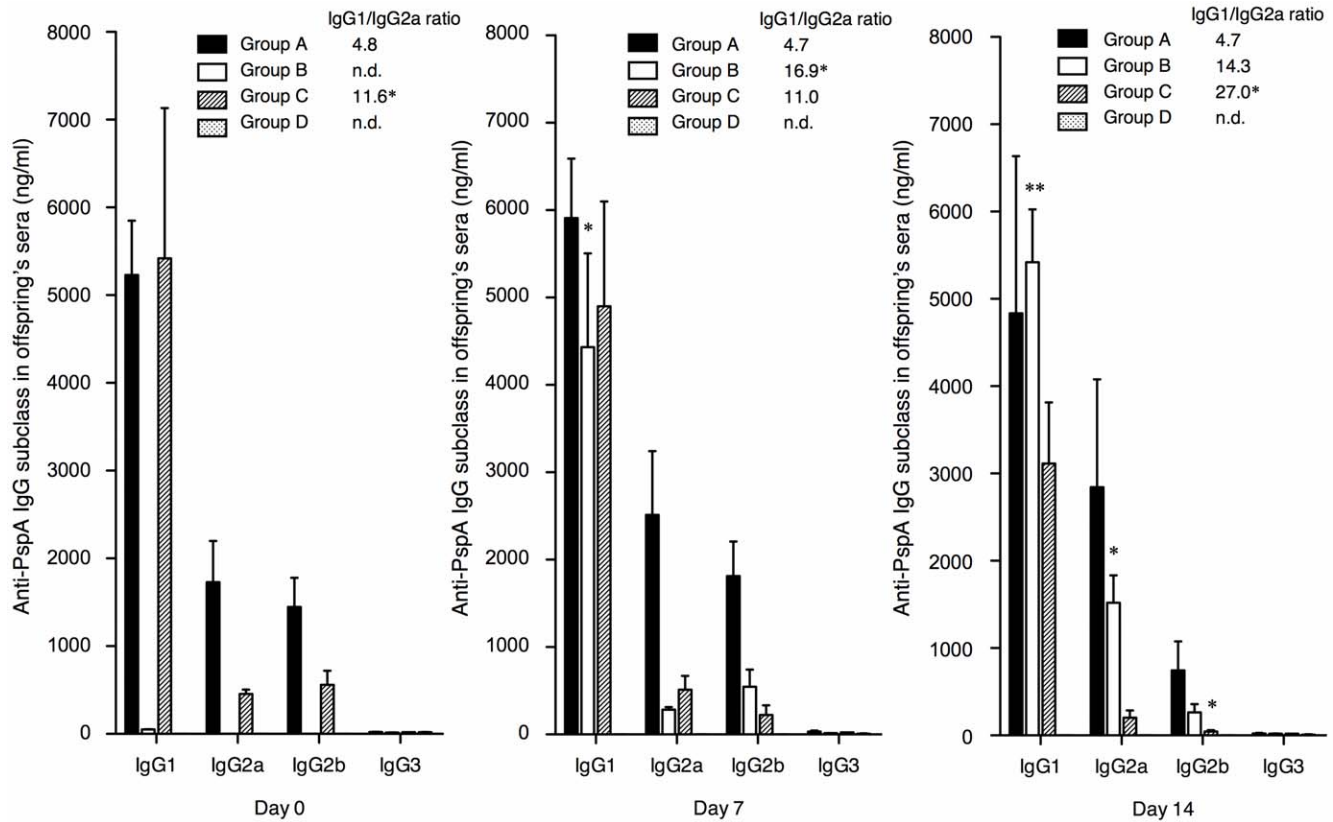 Anti-PspA IgG subclass in offspring's sera (ng/ml)
8000
7000
6000
5000
4000
3000
2000
1000
0
IgG1/IgG2a ratio
Group A 4.8
Group B n.d.
Group C 11.6*
Group D n.d.
IgG1 IgG2a IgG2b IgG3
Day 0
Anti-PspA IgG subclass in offspring's sera (ng/ml)
8000
7000
6000
5000
4000
3000
2000
1000
0
IgG1/IgG2a ratio
Group A 4.7
Group B 16.9*
Group C 11.0
Group D n.d.
*
IgG1 IgG2a IgG2b IgG3
Day 7
Anti-PspA IgG subclass in offspring's sera (ng/ml)
8000
7000
6000
5000
4000
3000
2000
1000
0
IgG1/IgG2a ratio
Group A 4.7
Group B 14.3
Group C 27.0*
Group D n.d.
**
*
*
IgG1 IgG2a IgG2b IgG3
Day 14